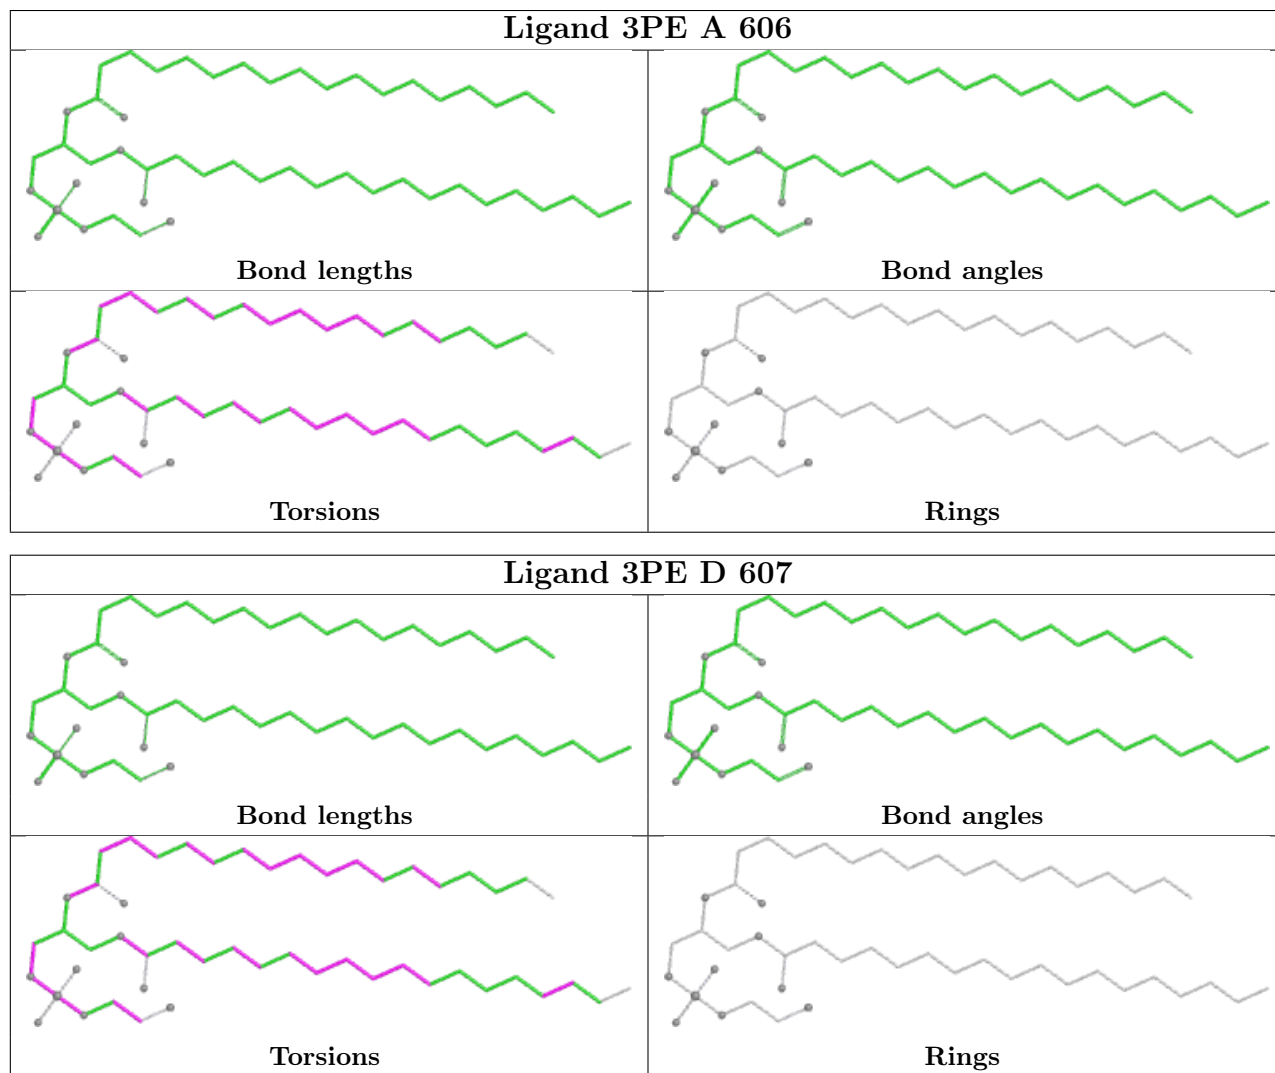 Ligand 3PE A 606
Bond lengths
Bond angles
Torsions
Rings
Ligand 3PE D 607
Bond lengths
Bond angles
Torsions
Rings